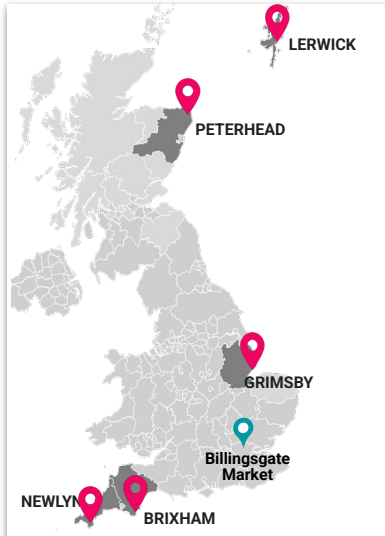 LERWICK
PETERHEAD
GRIMSBY
Billingsgate
Market
NEWLYN
BRIXHAM